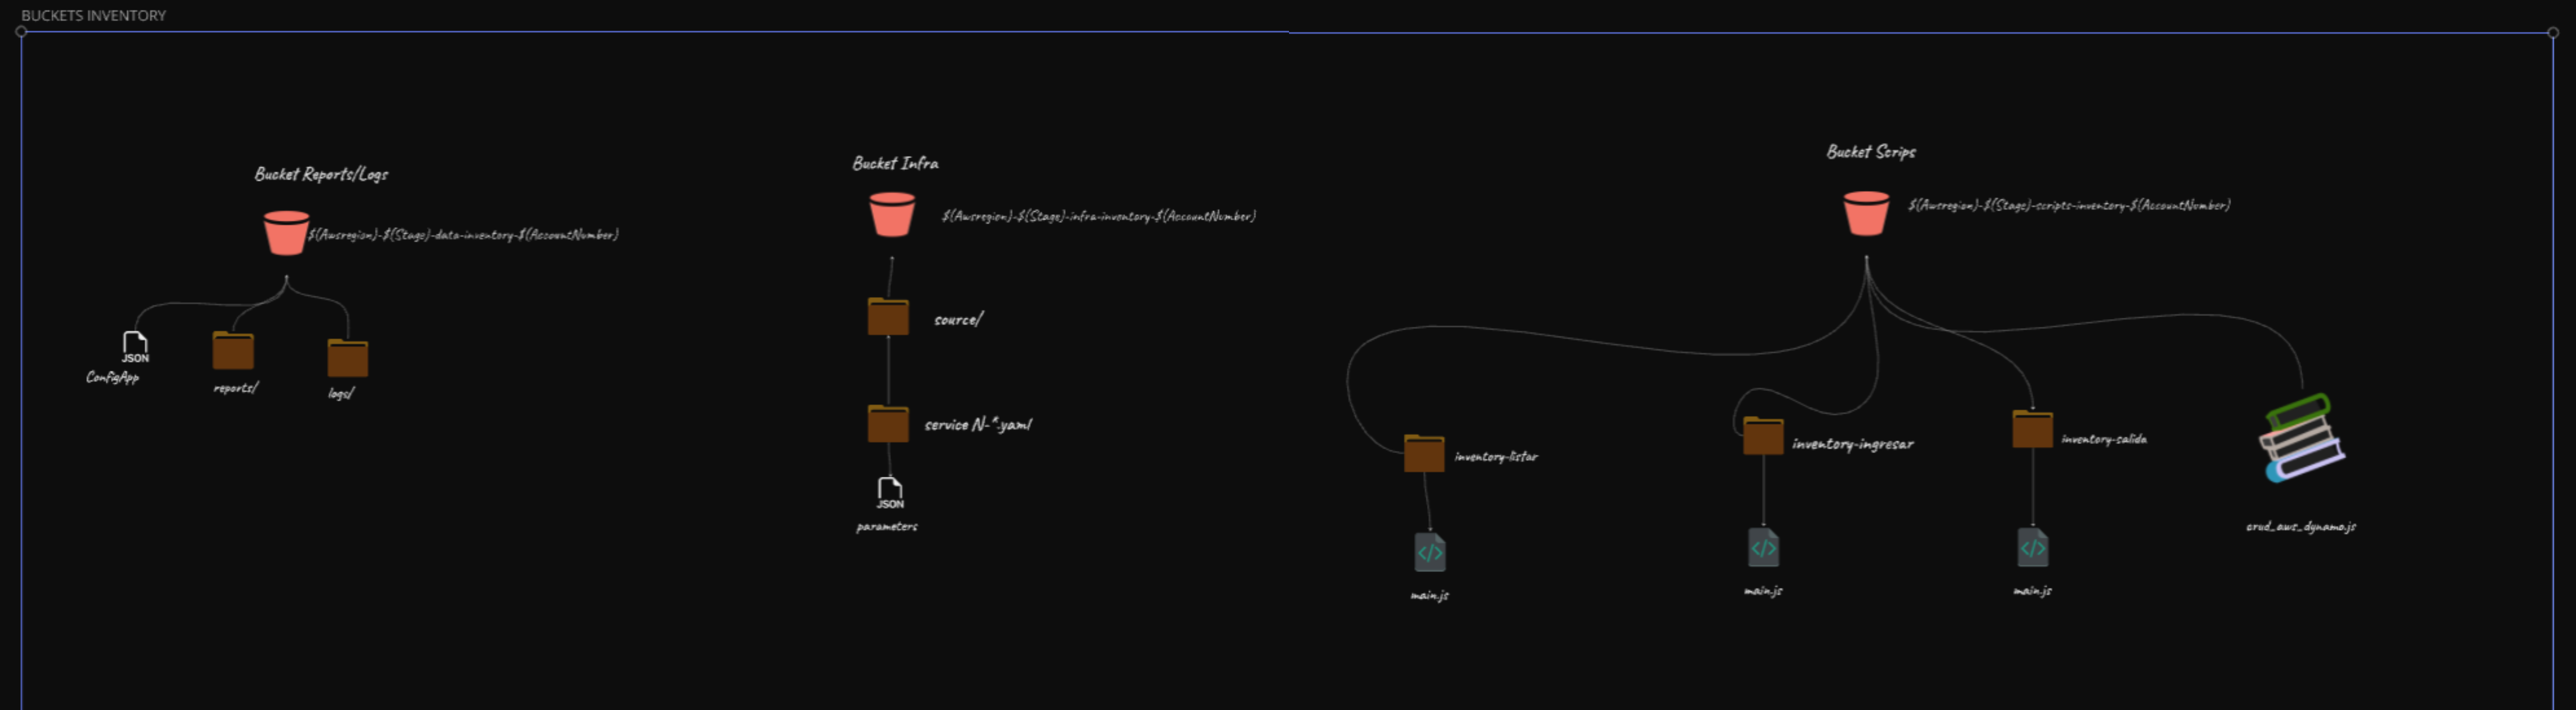 BUCKETS INVENTORY
Bucket Reports/Logs
$(Awsregion)-$(Stage)-data-inventory-$(AccountNumber)
JSON
ConfigApp
reports/
logs/
Bucket Infra
$(Awsregion)-$(Stage)-infra-inventory-$(AccountNumber)
source/
service N-*.yaml
JSON
parameters
Bucket Scrips
$(Awsregion)-$(Stage)-scripts-inventory-$(AccountNumber)
inventory-listar
</>
main.js
inventory-ingresar
</>
main.js
inventory-salida
</>
main.js
crud_aws_dynamo.js